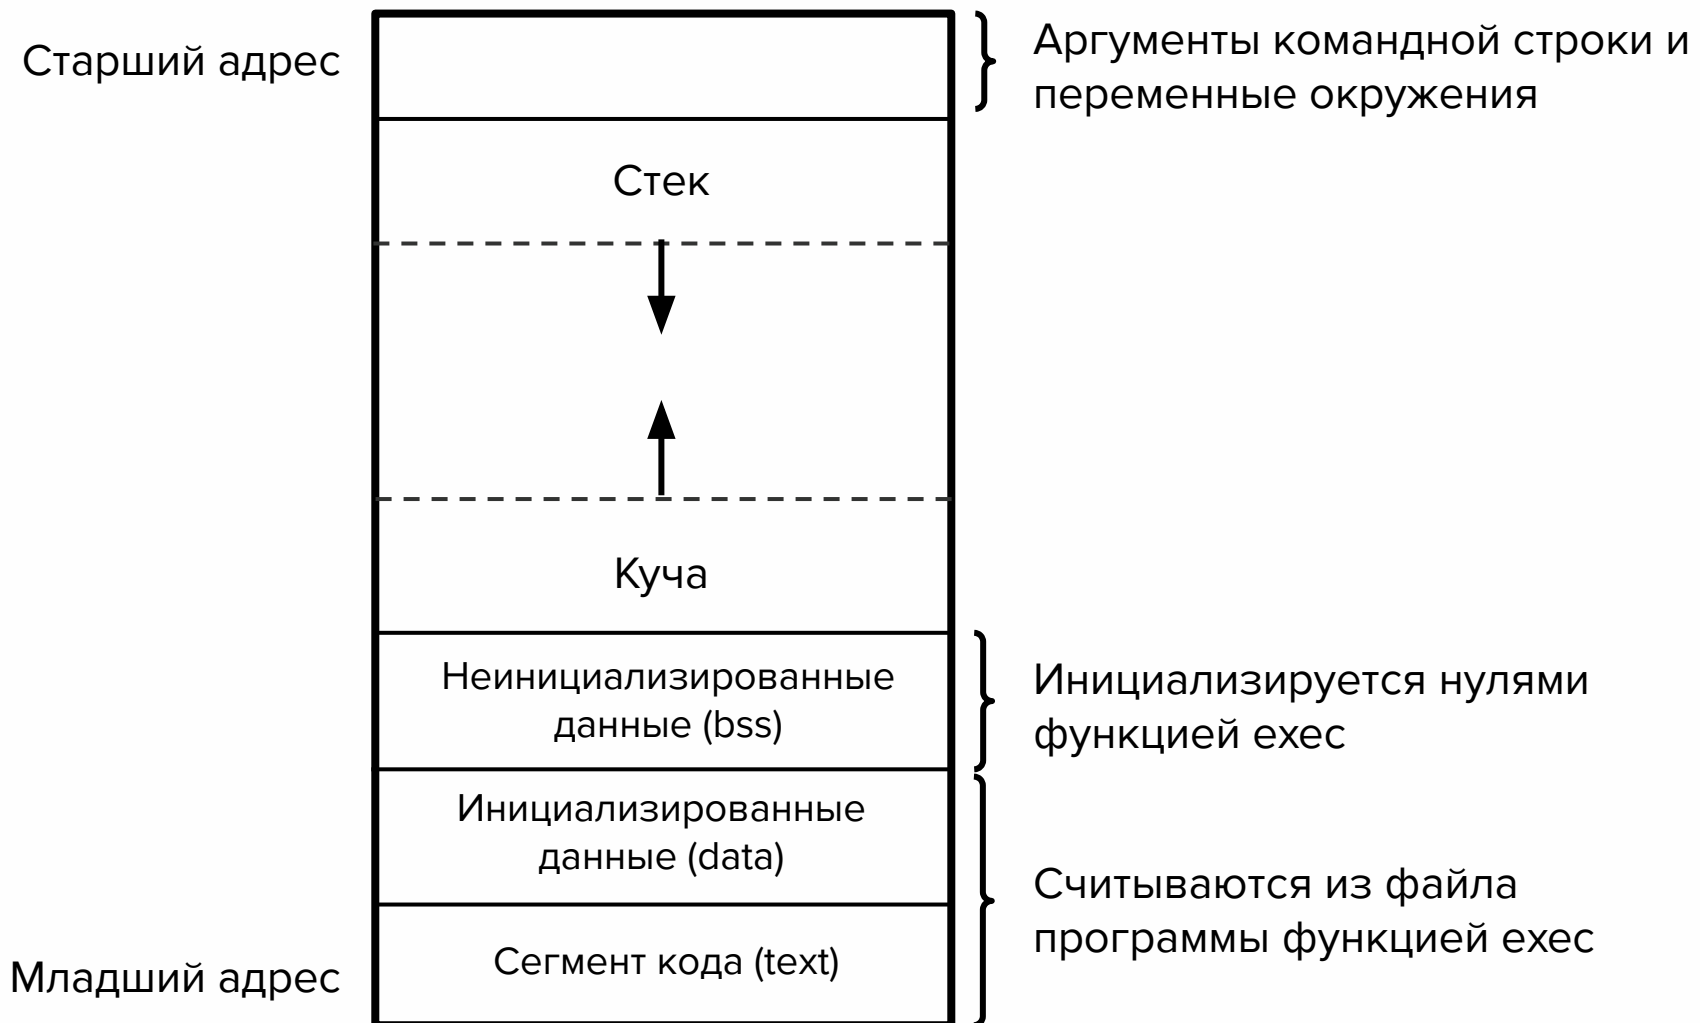 Старший адрес
Аргументы командной строки и
переменные окружения
Стек
Куча
Неинициализированные
данные (bss)
Инициализируется нулями
функцией exec
Инициализированные
данные (data)
Считываются из файла
программы функцией exec
Сегмент кода (text)
Младший адрес